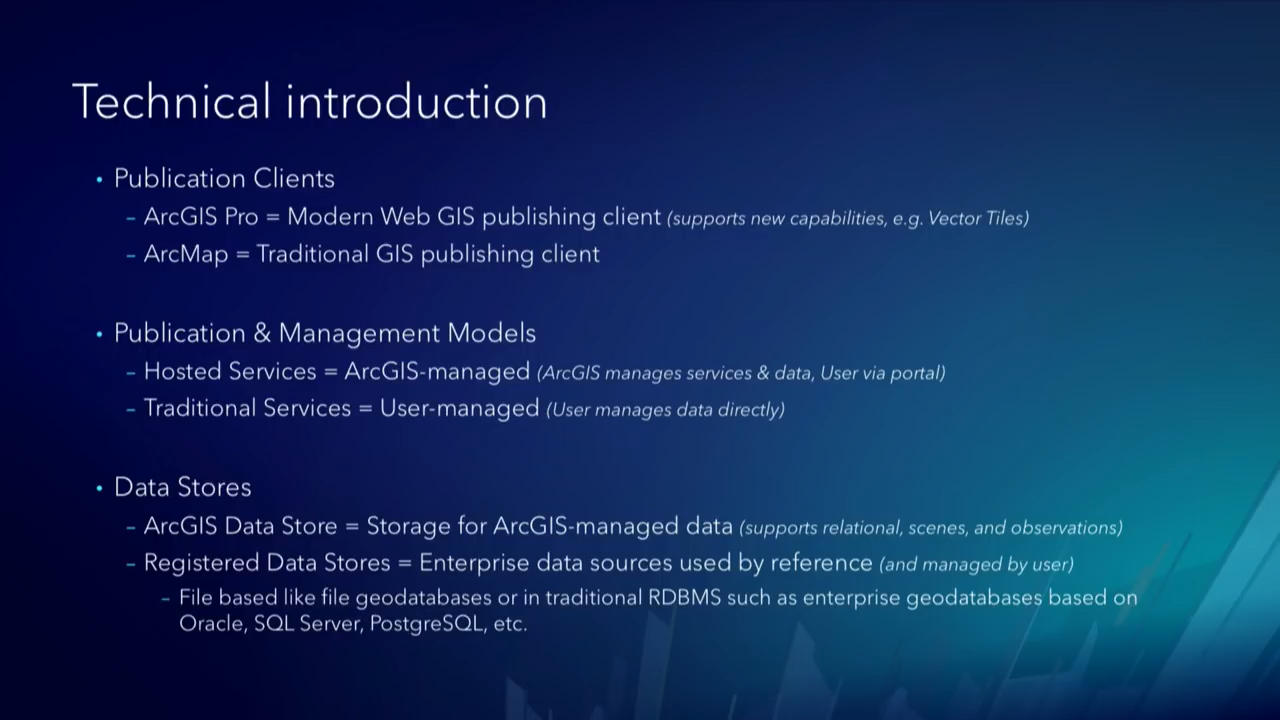 Technical introduction
• Publication Clients
- ArcGIS Pro = Modern Web GIS publishing client (supports new capabilities, e.g. Vector Tiles)
- ArcMap = Traditional GIS publishing client
• Publication & Management Models
- Hosted Services = ArcGIS-managed (ArcGIS manages services & data, User via portal)
- Traditional Services = User-managed (User manages data directly)
• Data Stores
- ArcGIS Data Store = Storage for ArcGIS-managed data (supports relational, scenes, and observations)
- Registered Data Stores = Enterprise data sources used by reference (and managed by user)
- File based like file geodatabases or in traditional RDBMS such as enterprise geodatabases based on
Oracle, SQL Server, PostgreSQL, etc.